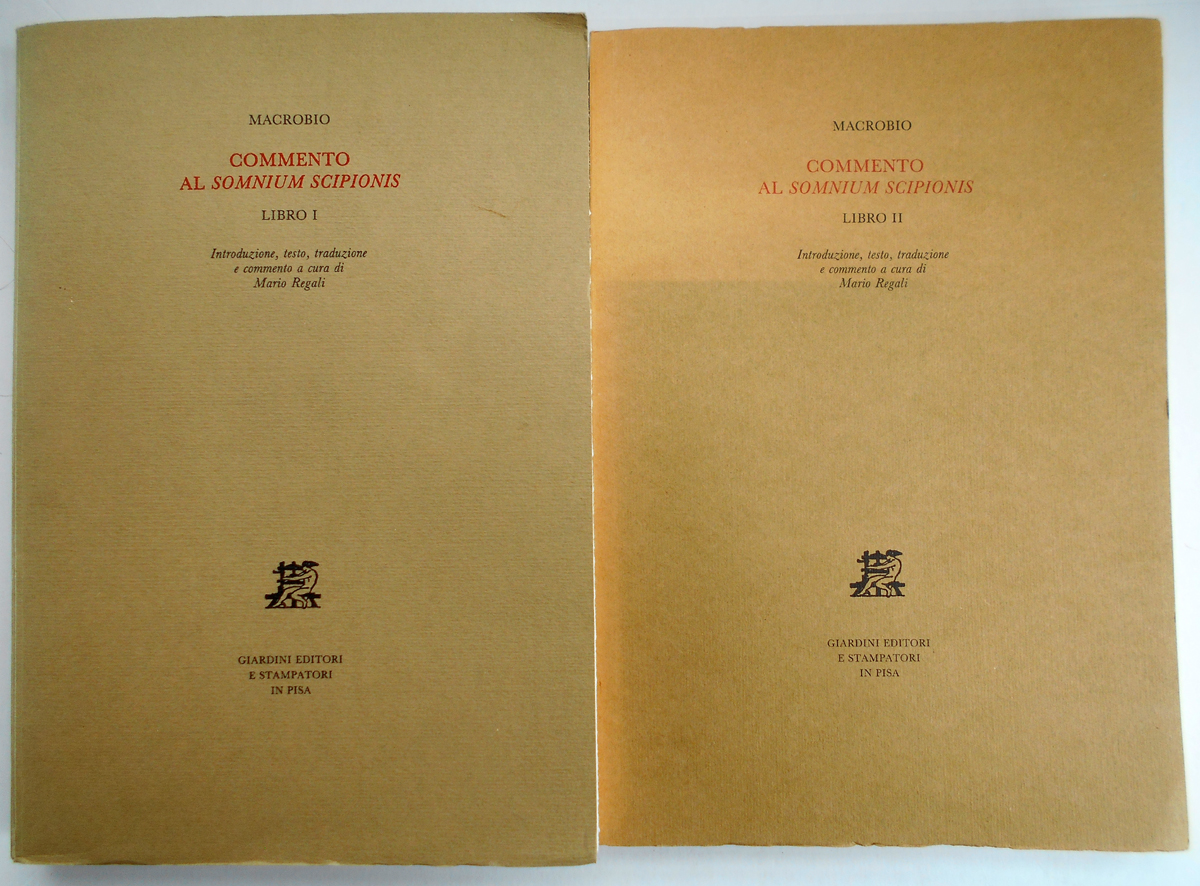 MACROBIO
COMMENTO
AL SOMNIUM SCIPIONIS
LIBRO I
Introduzione, testo, traduzione
e commento a cura di
Mario Regali
GIARDINI EDITORI
E STAMPATORI
IN PISA
MACROBIO
COMMENTO
AL SOMNIUM SCIPIONIS
LIBRO II
Introduzione, testo, traduzione
e commento a cura di
Mario Regali
GIARDINI EDITORI
E STAMPATORI
IN PISA